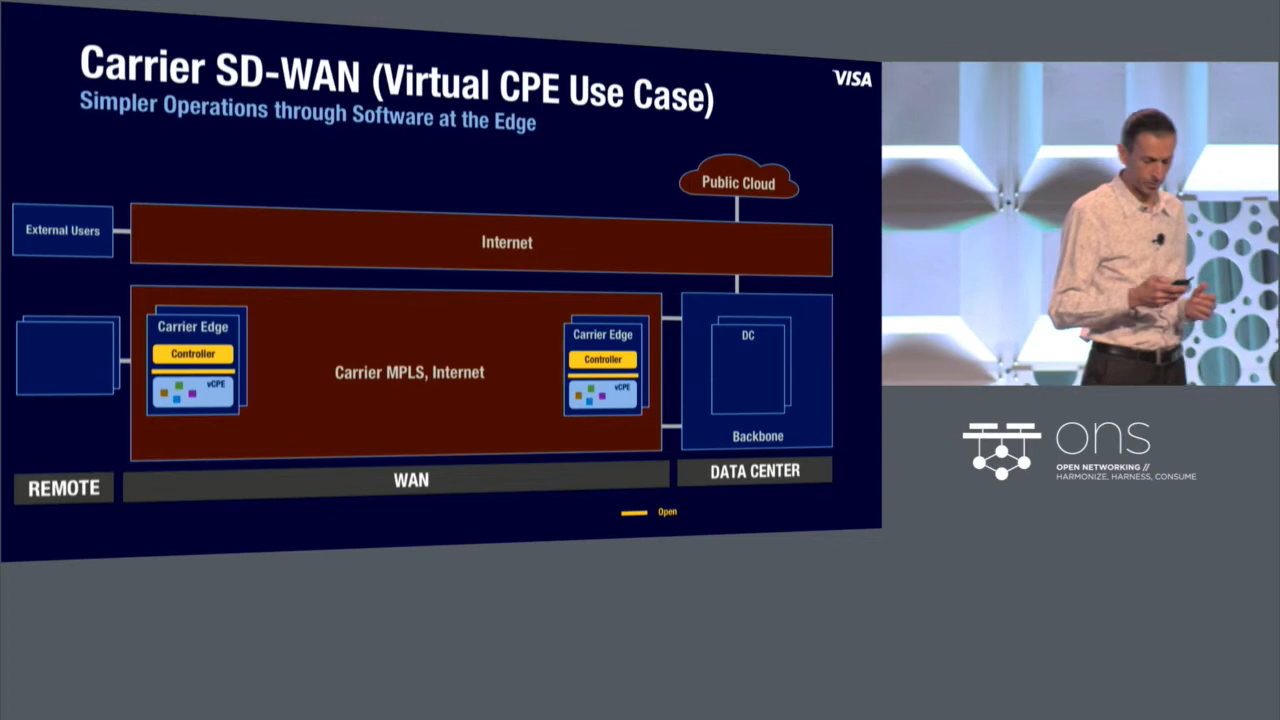 Carrier SD-WAN (Virtual CPE Use Case)
Simpler Operations through Software at the Edge
VISA
Public Cloud
External Users
Internet
Carrier Edge
Controller
vCPE
Carrier MPLS, Internet
Carrier Edge
Controller
vCPE
DC
Backbone
REMOTE
WAN
DATA CENTER
Open
ons
OPEN NETWORKING //
HARMONIZE, HARNESS, CONSUME